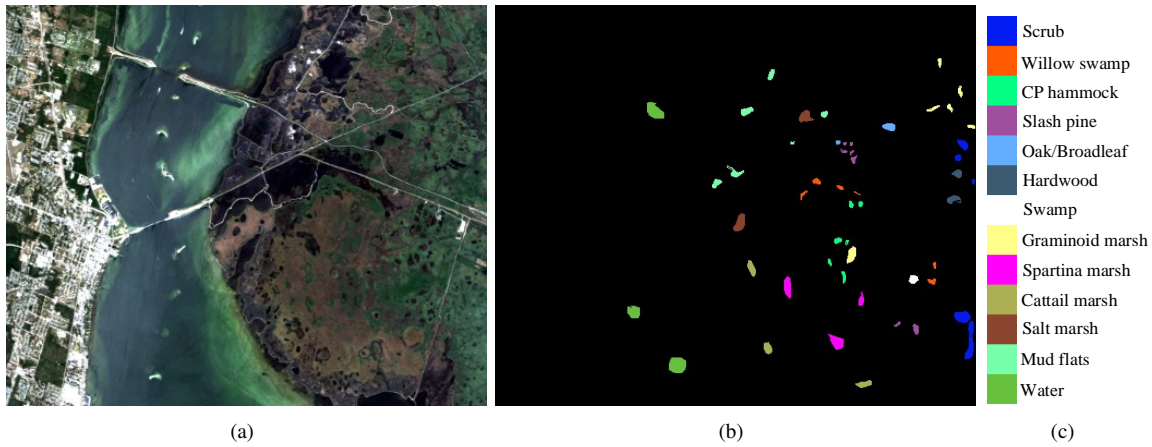 Scrub
Willow swamp
CP hammock
Slash pine
Oak/Broadleaf
Hardwood
Swamp
Graminoid marsh
Spartina marsh
Cattail marsh
Salt marsh
Mud flats
Water
(a)
(b)
(c)